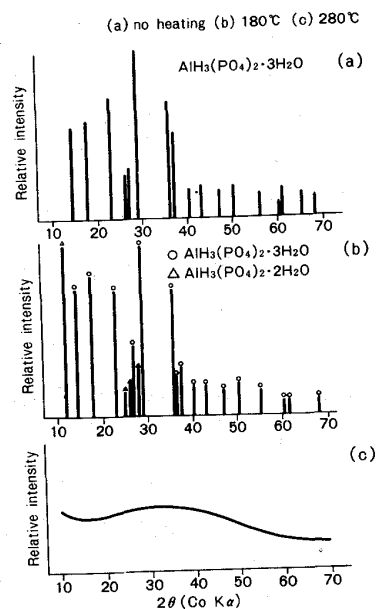 (a) no heating (b) 180℃ (c) 280℃
AlH3(PO4)2・3H2O (a)
Relative intensity
10 20 30 40 50 60 70
(b)
○ AlH3(PO4)2・3H2O
△ AlH3(PO4)2・2H2O
Relative intensity
10 20 30 40 50 60 70
(c)
Relative intensity
10 20 30 40 50 60 70
2θ (Co Kα)